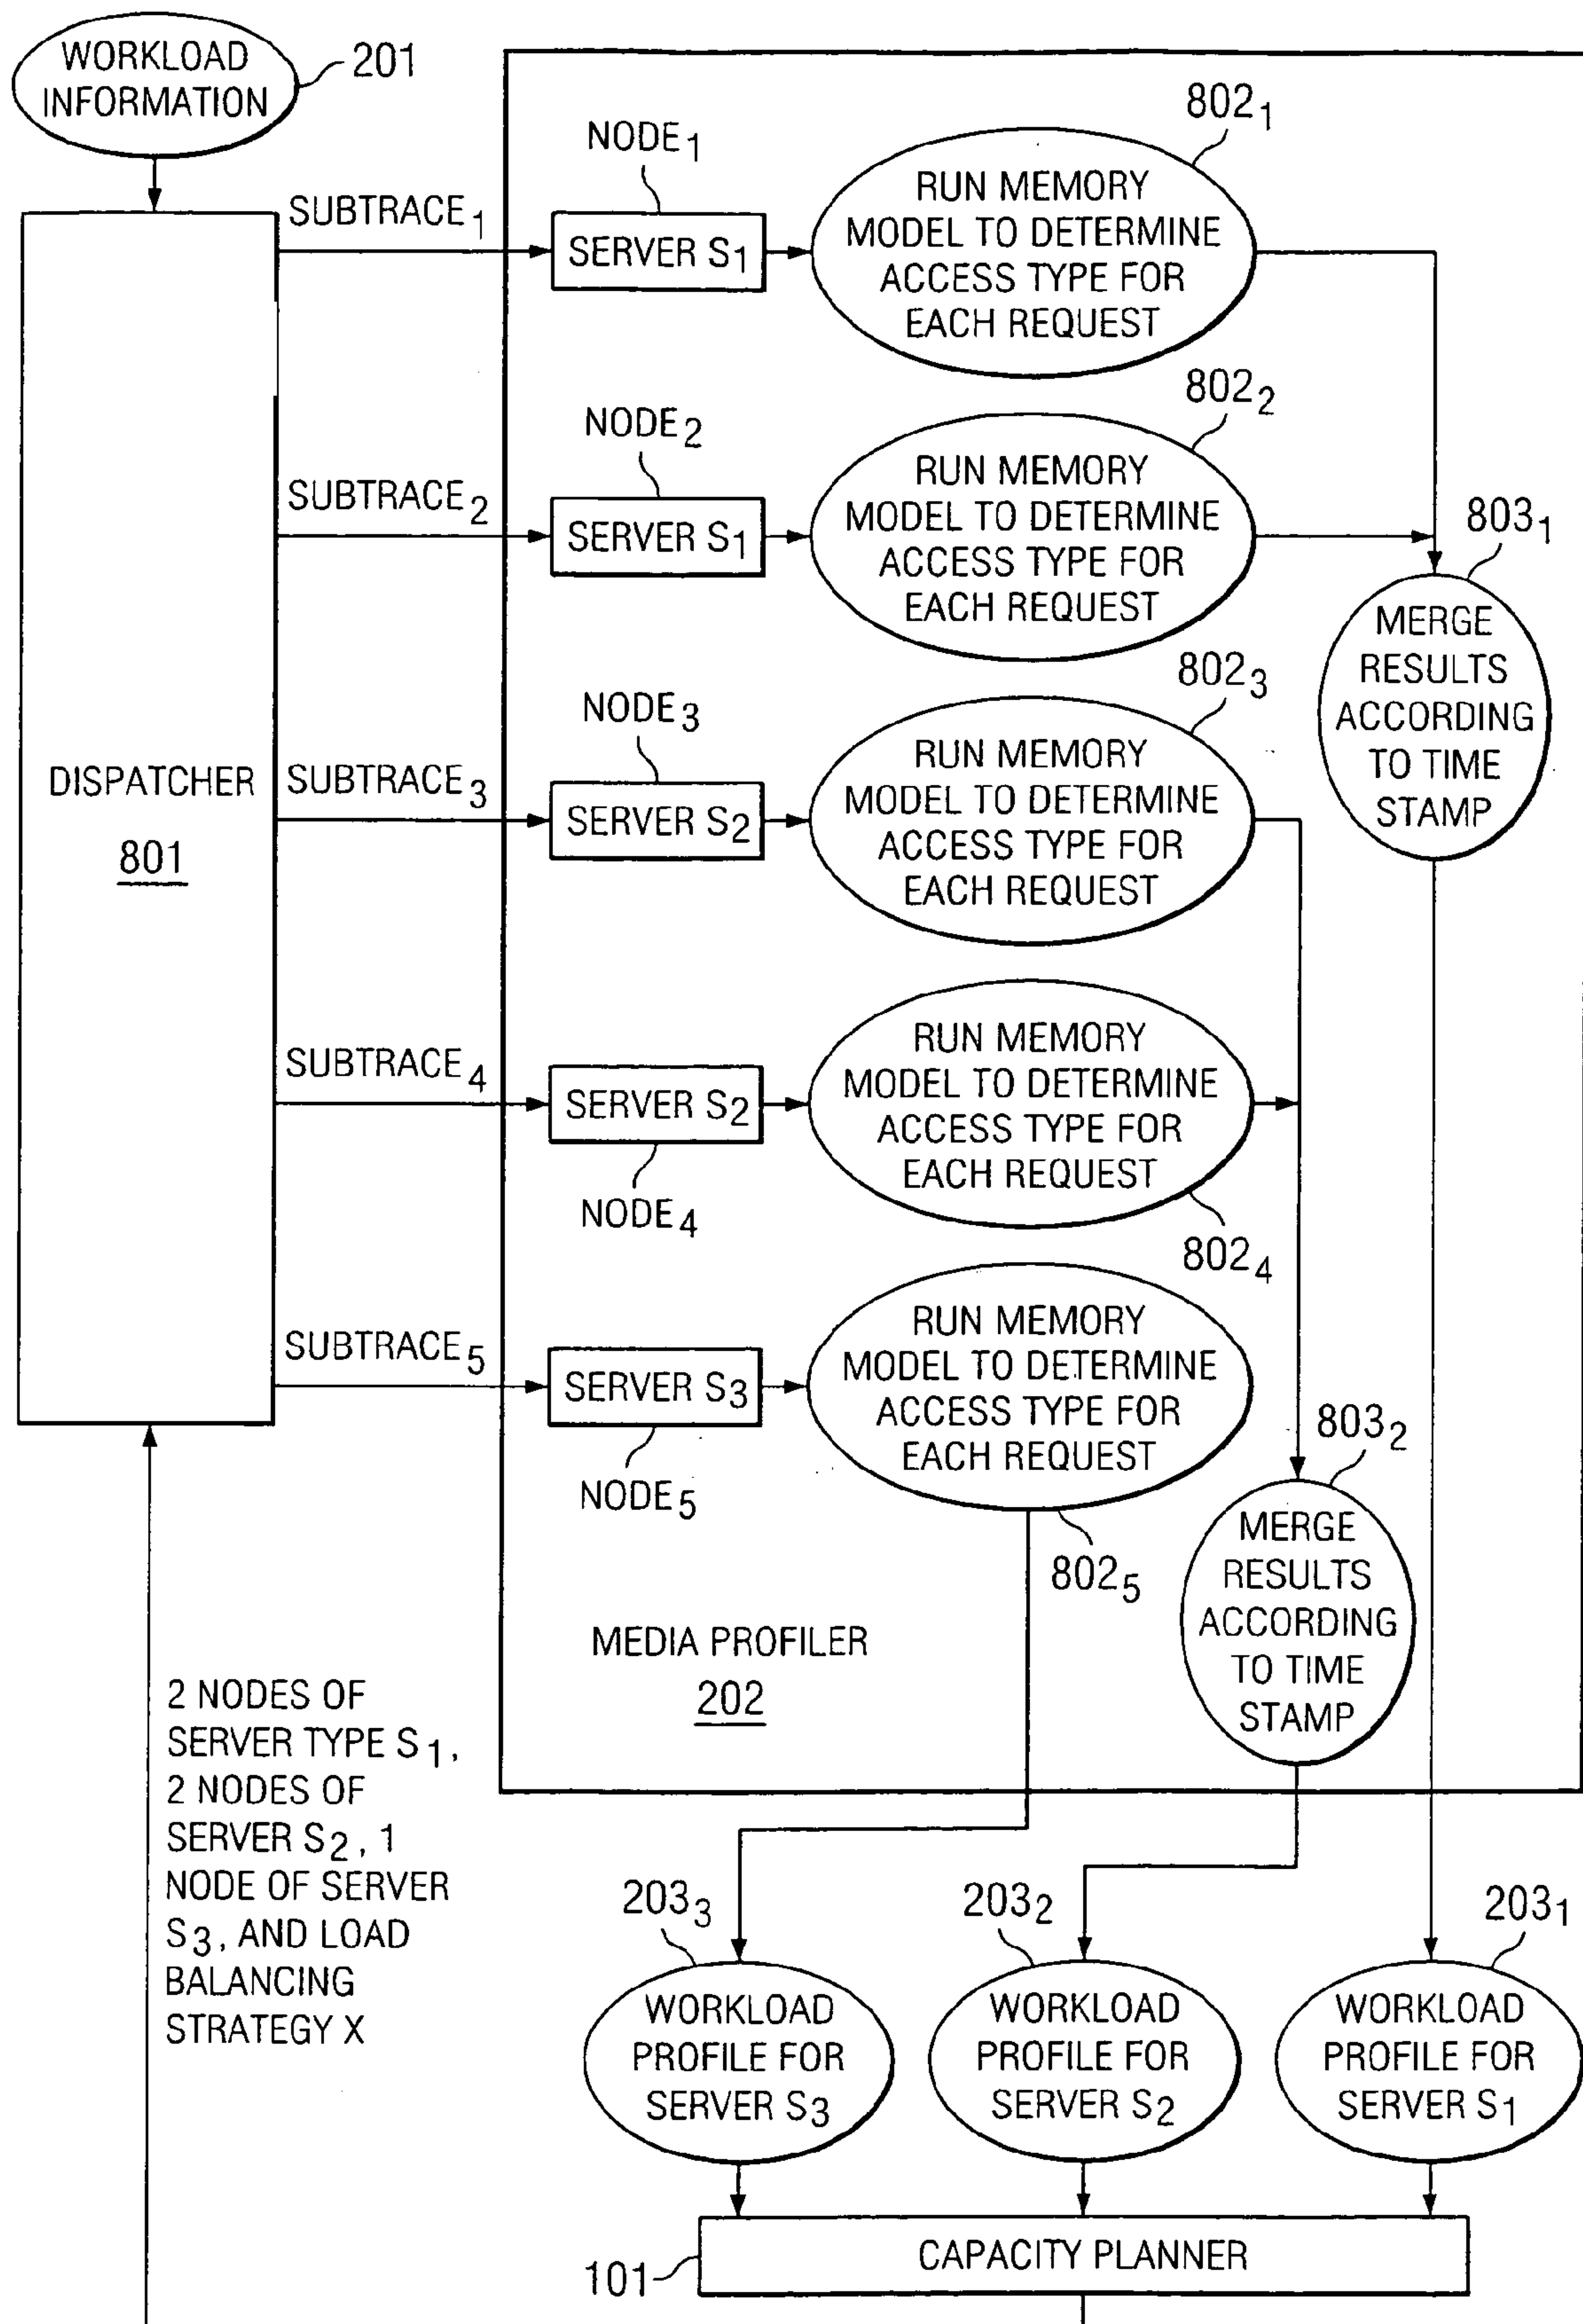 WORKLOAD
INFORMATION
201
DISPATCHER
801
SUBTRACE1
NODE1
SERVER S1
8021
RUN MEMORY
MODEL TO DETERMINE
ACCESS TYPE FOR
EACH REQUEST
SUBTRACE2
NODE2
SERVER S1
8022
RUN MEMORY
MODEL TO DETERMINE
ACCESS TYPE FOR
EACH REQUEST
8031
MERGE
RESULTS
ACCORDING
TO TIME
STAMP
SUBTRACE3
NODE3
SERVER S2
8023
RUN MEMORY
MODEL TO DETERMINE
ACCESS TYPE FOR
EACH REQUEST
SUBTRACE4
SERVER S2
NODE4
RUN MEMORY
MODEL TO DETERMINE
ACCESS TYPE FOR
EACH REQUEST
8024
SUBTRACE5
SERVER S3
NODE5
RUN MEMORY
MODEL TO DETERMINE
ACCESS TYPE FOR
EACH REQUEST
8025
8032
MERGE
RESULTS
ACCORDING
TO TIME
STAMP
MEDIA PROFILER
202
2 NODES OF
SERVER TYPE S1,
2 NODES OF
SERVER S2, 1
NODE OF SERVER
S3, AND LOAD
BALANCING
STRATEGY X
2033
WORKLOAD
PROFILE FOR
SERVER S3
2032
WORKLOAD
PROFILE FOR
SERVER S2
2031
WORKLOAD
PROFILE FOR
SERVER S1
CAPACITY PLANNER
101